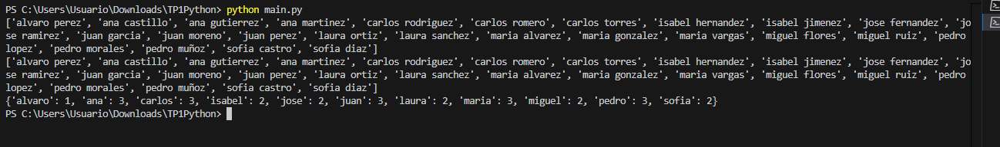 PS C:\Users\Usuario\Downloads\TP1Python> python main.py
['alvaro perez', 'ana castillo', 'ana gutierrez', 'ana martinez', 'carlos rodriguez', 'carlos romero', 'carlos torres', 'isabel hernandez', 'isabel jimenez', 'jose fernandez', 'jo
se ramirez', 'juan garcia', 'juan moreno', 'juan perez', 'laura ortiz', 'laura sanchez', 'maria alvarez', 'maria gonzalez', 'maria vargas', 'miguel flores', 'miguel ruiz', 'pedro
lopez', 'pedro morales', 'pedro muñoz', 'sofia castro', 'sofia diaz']
['alvaro perez', 'ana castillo', 'ana gutierrez', 'ana martinez', 'carlos rodriguez', 'carlos romero', 'carlos torres', 'isabel hernandez', 'isabel jimenez', 'jose fernandez', 'jo
se ramirez', 'juan garcia', 'juan moreno', 'juan perez', 'laura ortiz', 'laura sanchez', 'maria alvarez', 'maria gonzalez', 'maria vargas', 'miguel flores', 'miguel ruiz', 'pedro
lopez', 'pedro morales', 'pedro muñoz', 'sofia castro', 'sofia diaz']
{'alvaro': 1, 'ana': 3, 'carlos': 3, 'isabel': 2, 'jose': 2, 'juan': 3, 'laura': 2, 'maria': 3, 'miguel': 2, 'pedro': 3, 'sofia': 2}
PS C:\Users\Usuario\Downloads\TP1Python>